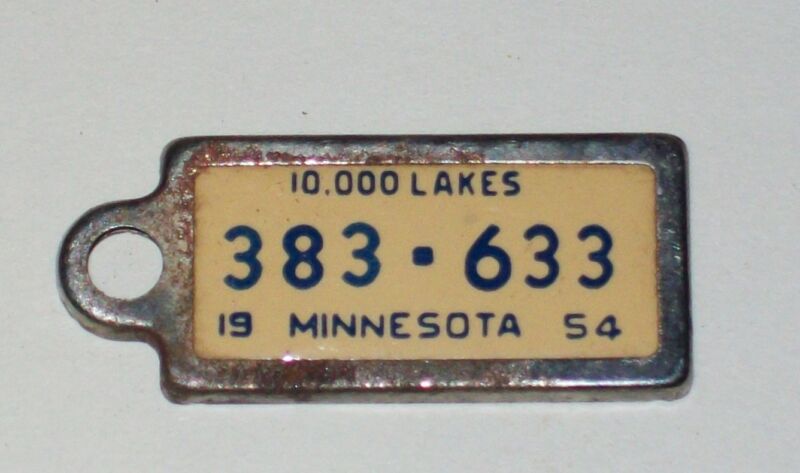 10,000 LAKES
383 • 633
19 MINNESOTA 54